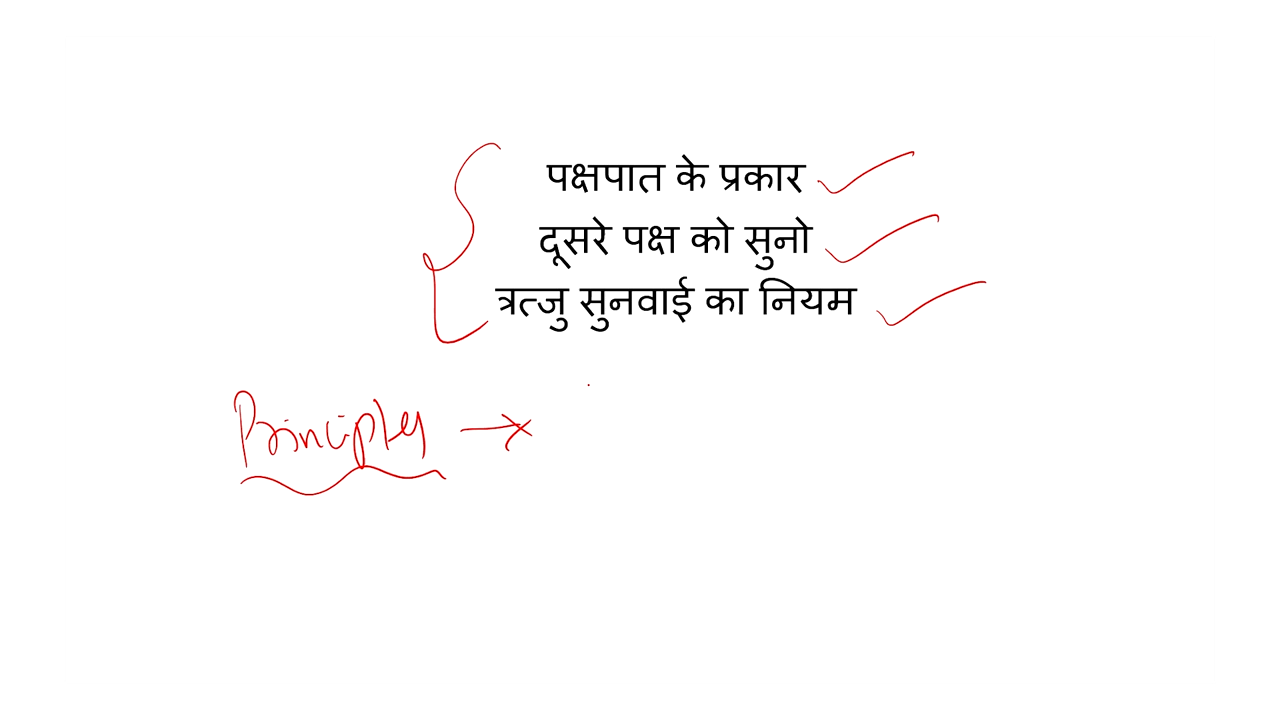 पक्षपात के प्रकार
दूसरे पक्ष को सुनो
त्रत्जु सुनवाई का नियम
Principles →